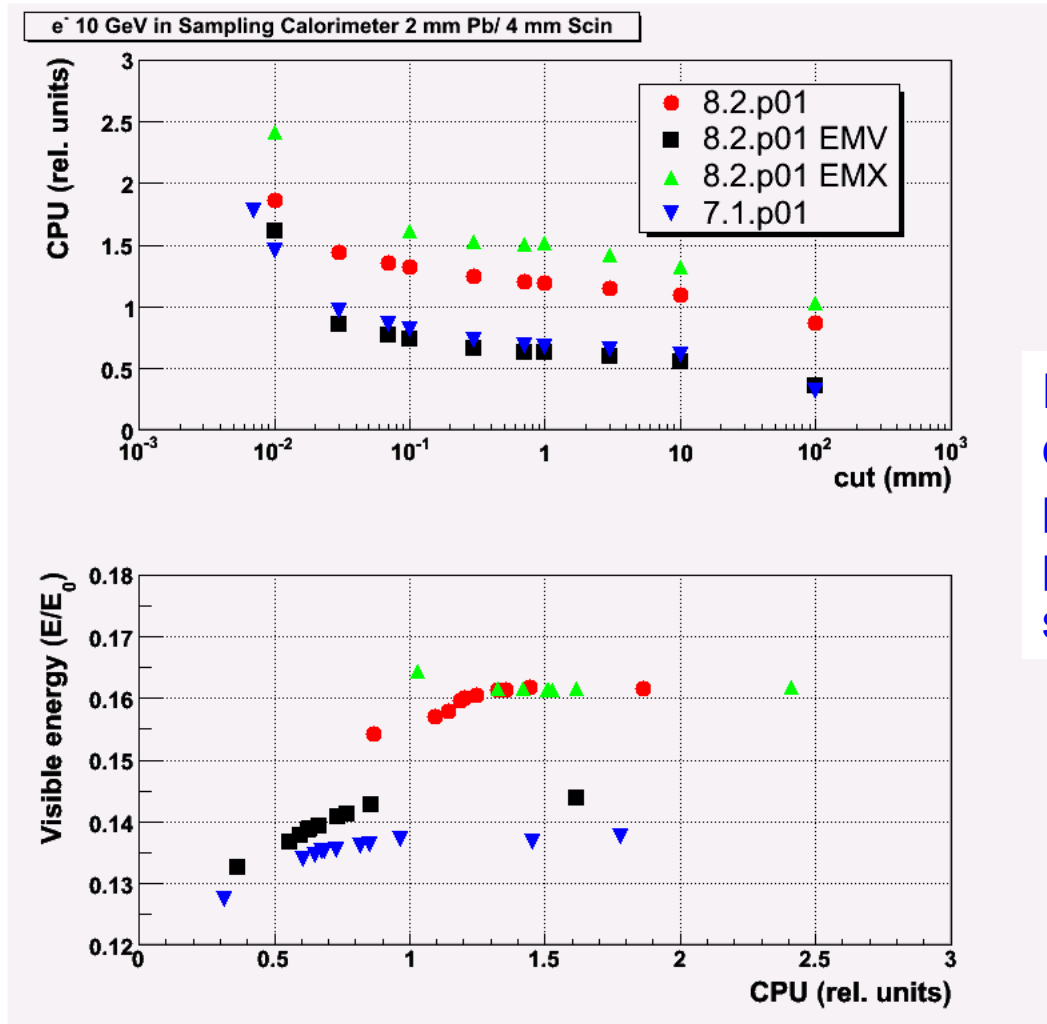 e⁻ 10 GeV in Sampling Calorimeter 2 mm Pb/ 4 mm Scin
CPU (rel. units)
3
2.5
2
1.5
1
0.5
0
8.2.p01
8.2.p01 EMV
8.2.p01 EMX
7.1.p01
10⁻³ 10⁻² 10⁻¹ 1 10 10² 10³
cut (mm)
Visible energy (E/E₀)
0.18
0.17
0.16
0.15
0.14
0.13
0.12
0 0.5 1 1.5 2 2.5 3
CPU (rel. units)